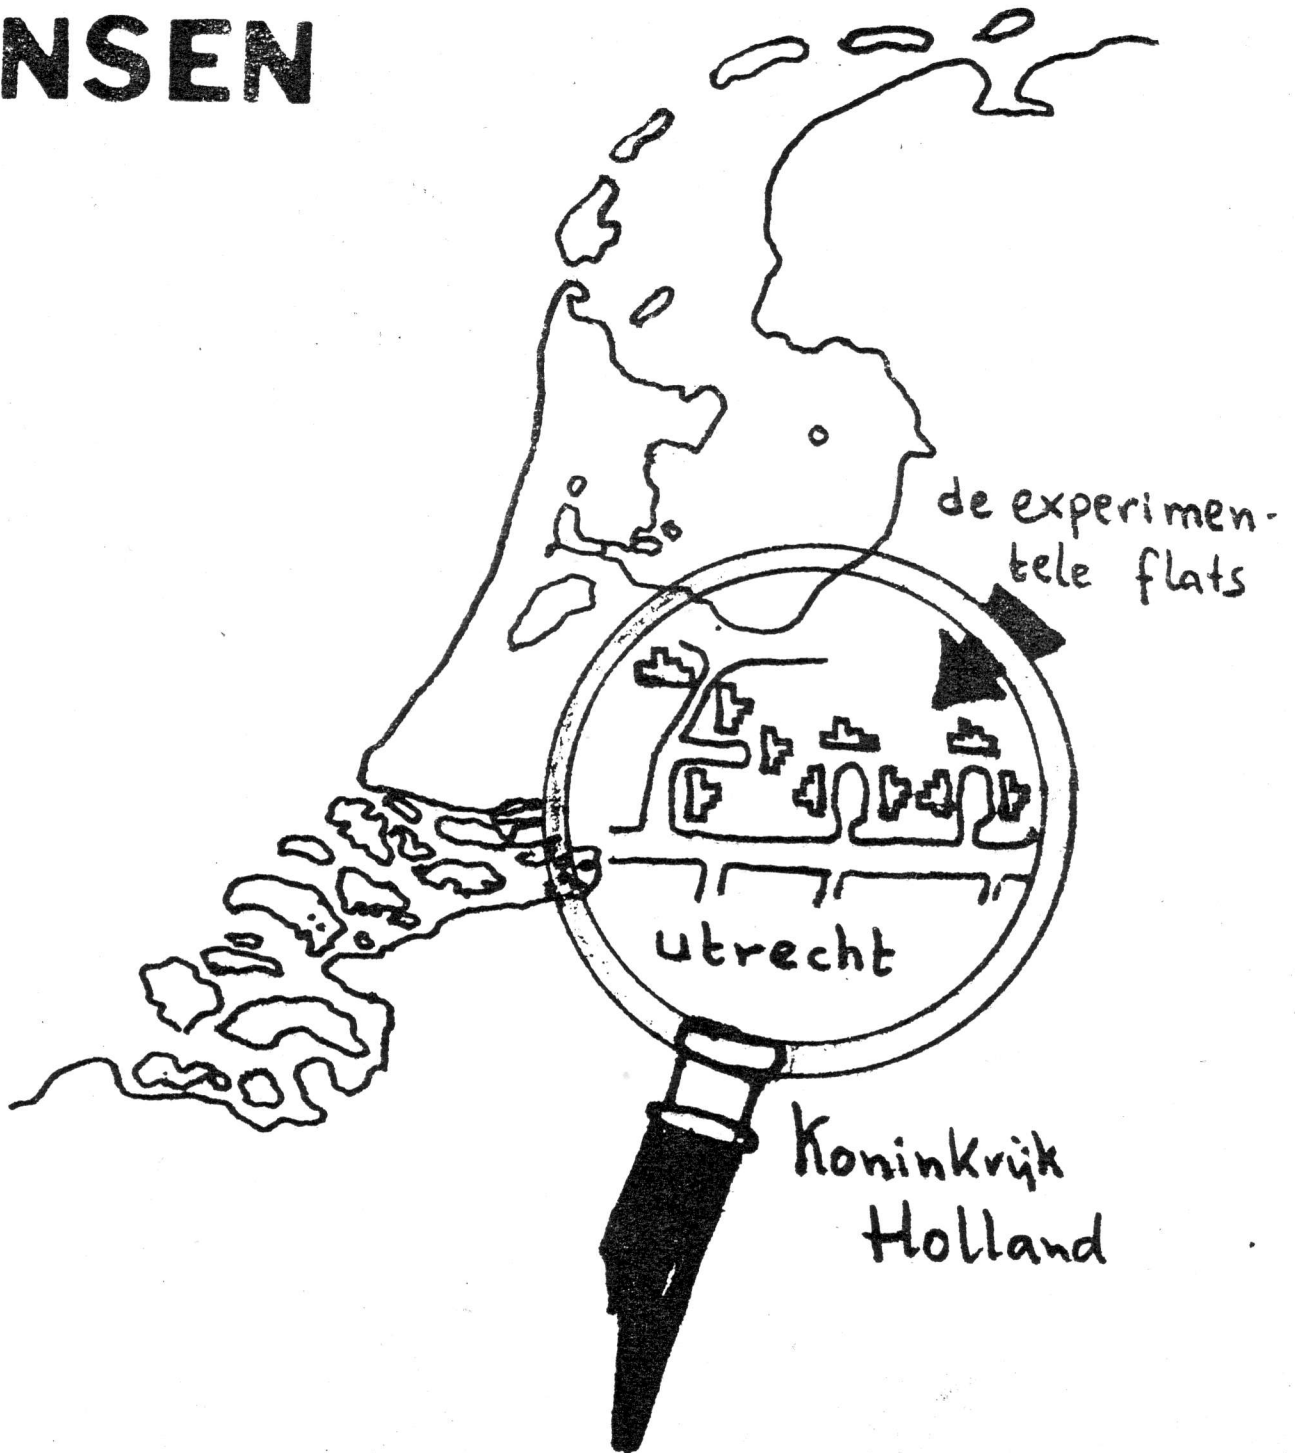 NSEN
de experimen-
tele flats
utrecht
Koninkrijk
Holland